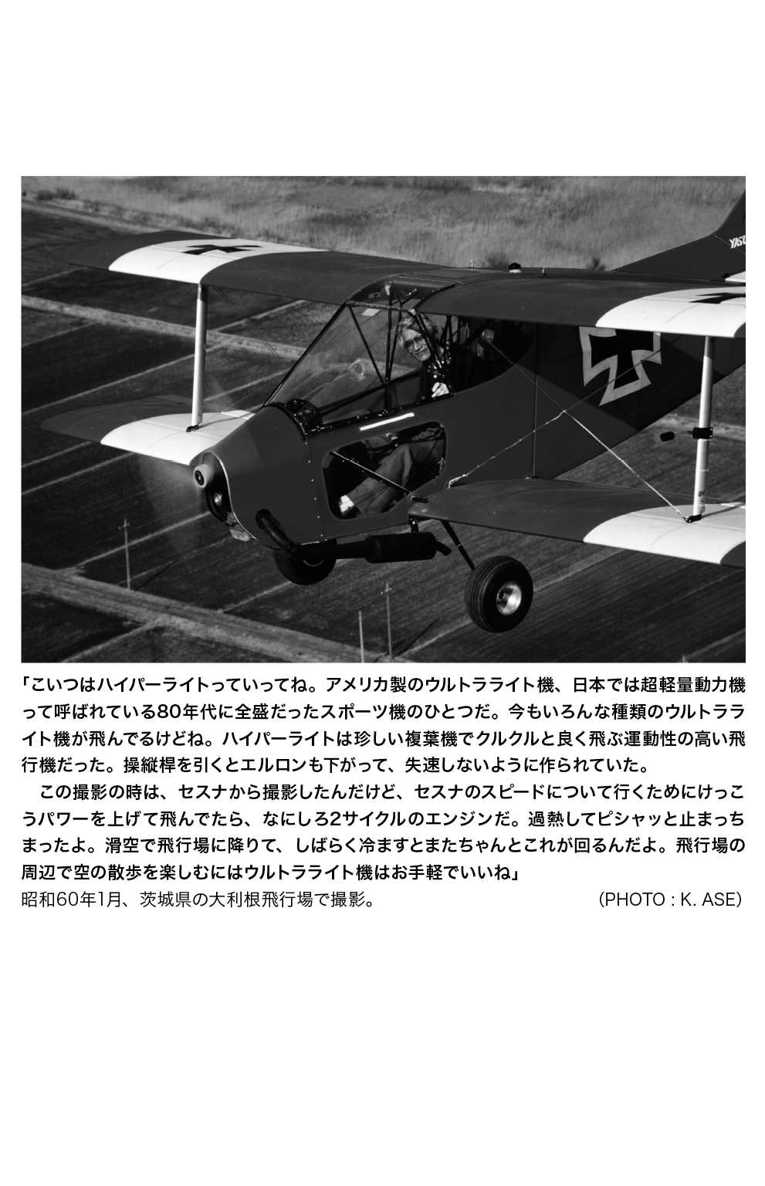 YASU
「こいつはハイパーライトっていってね。アメリカ製のウルトラライト機、日本では超軽量動力機
って呼ばれている80年代に全盛だったスポーツ機のひとつだ。今もいろんな種類のウルトララ
イト機が飛んでるけどね。ハイパーライトは珍しい複葉機でクルクルと良く飛ぶ運動性の高い飛
行機だった。操縦桿を引くとエルロンも下がって、失速しないように作られていた。
　この撮影の時は、セスナから撮影したんだけど、セスナのスピードについて行くためにけっこ
うパワーを上げて飛んでたら、なにしろ2サイクルのエンジンだ。過熱してピシャッと止まっち
まったよ。滑空で飛行場に降りて、しばらく冷ますとまたちゃんとこれが回るんだよ。飛行場の
周辺で空の散歩を楽しむにはウルトラライト機はお手軽でいいね」
昭和60年1月、茨城県の大利根飛行場で撮影。 （PHOTO : K. ASE）